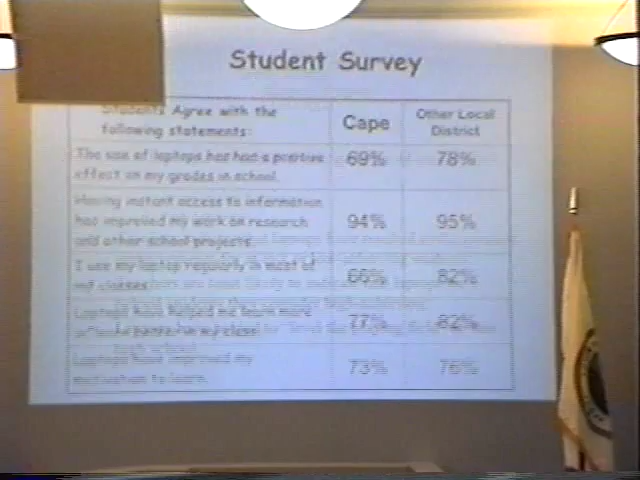 Student Survey
Students Agree with the
following statements:
Cape
Other Local
District
The use of laptops has had a positive
effect on my grades in school.
69%
78%
Having instant access to information
has improved my work on research
and other school projects.
94%
95%
I use my laptop regularly in most of
my classes.
66%
82%
Laptops have helped me learn more
77%
82%
Laptops have improved my
motivation to learn.
73%
76%